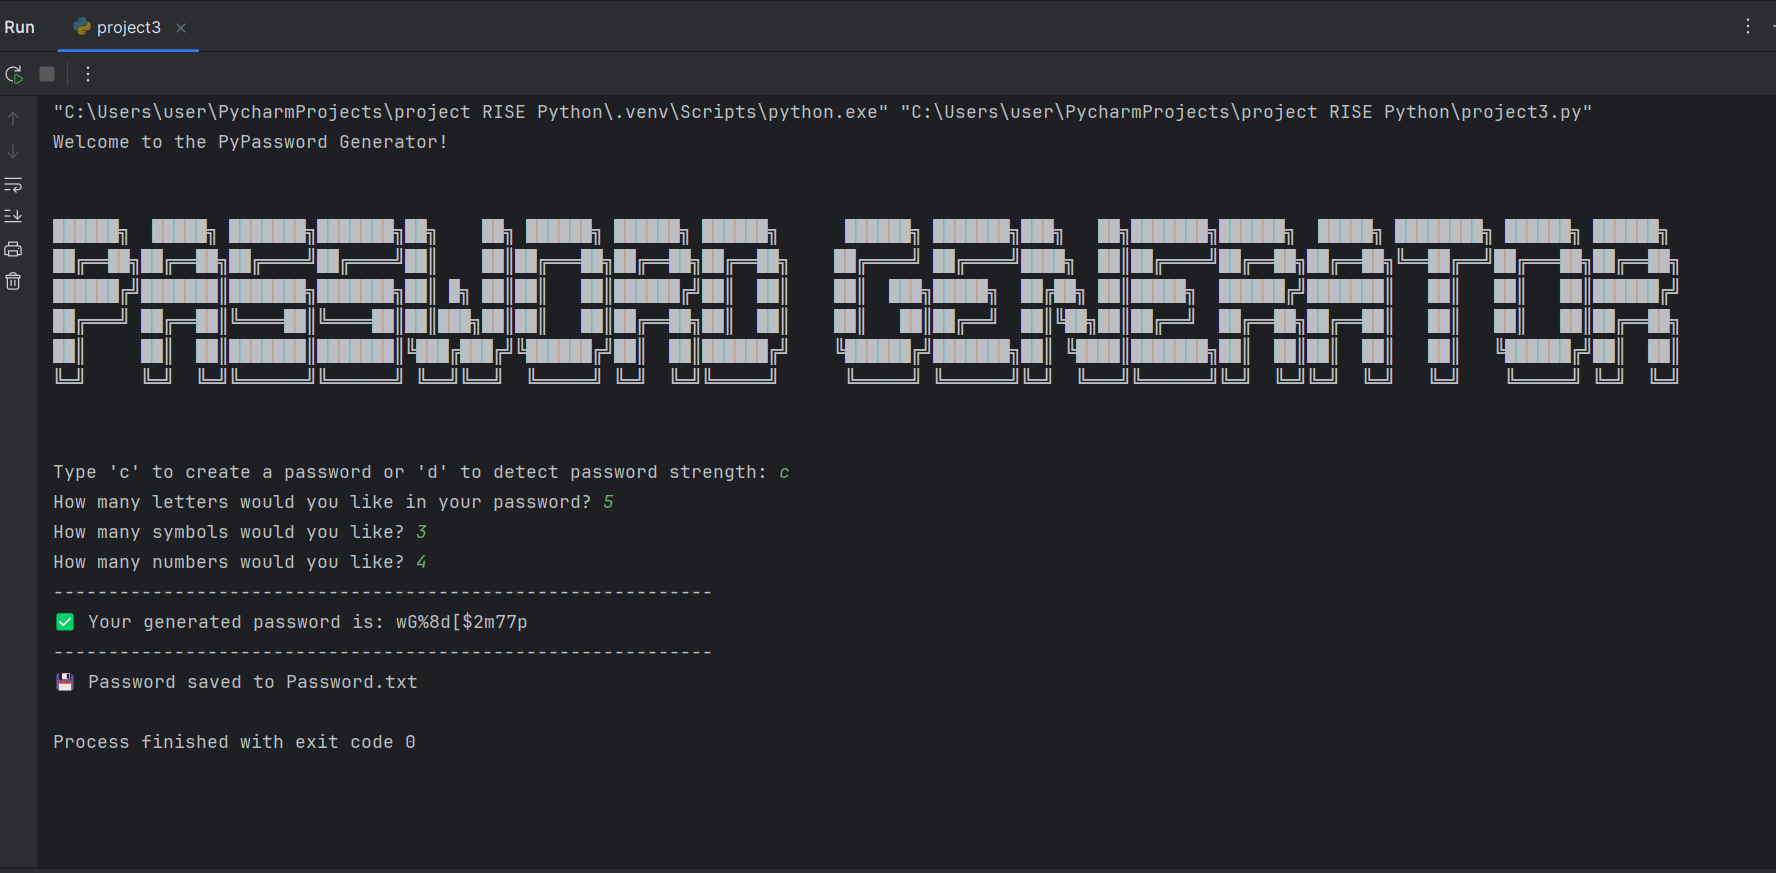 Run project3
"C:\Users\user\PycharmProjects\project RISE Python\.venv\Scripts\python.exe" "C:\Users\user\PycharmProjects\project RISE Python\project3.py"
Welcome to the PyPassword Generator!
PASSWORD GENERATOR
Type 'c' to create a password or 'd' to detect password strength: c
How many letters would you like in your password? 5
How many symbols would you like? 3
How many numbers would you like? 4
------------------------------------------------------------
✅ Your generated password is: wG%8d[$2m77p
------------------------------------------------------------
💾 Password saved to Password.txt
Process finished with exit code 0